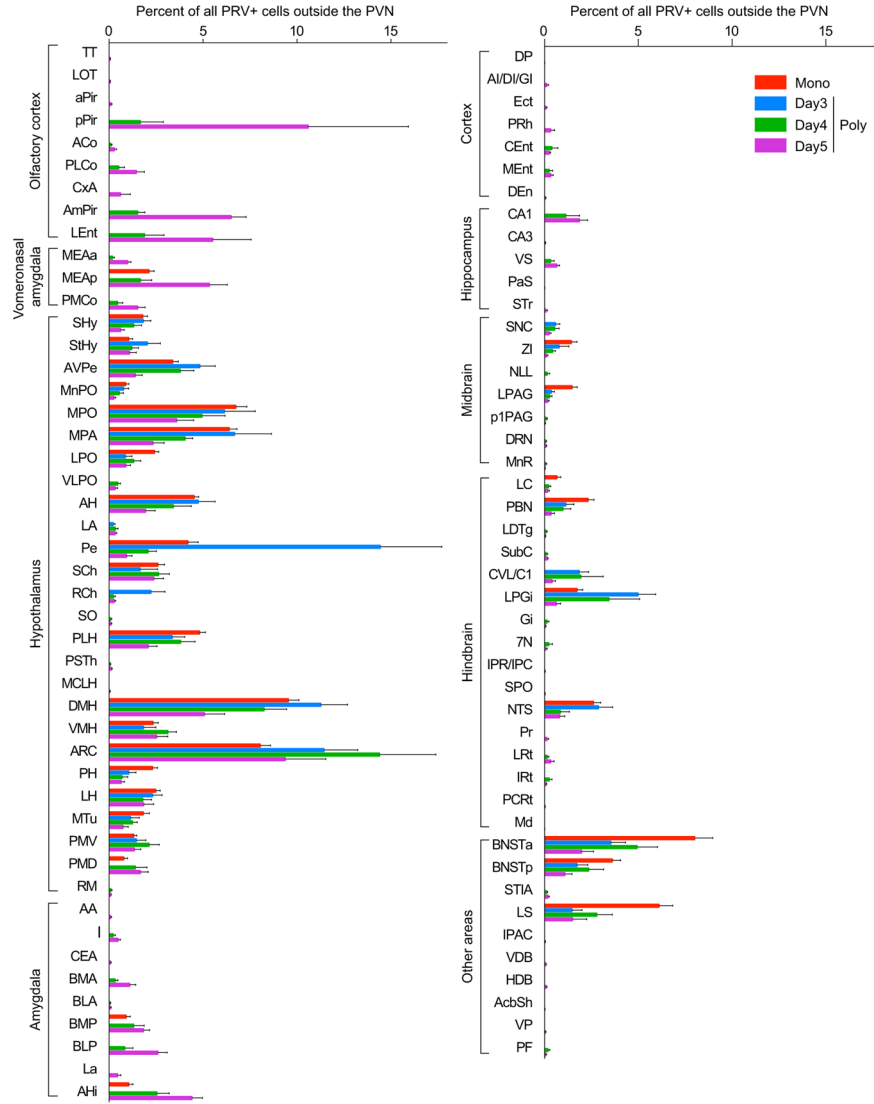 Percent of all PRV+ cells outside the PVN
0 5 10 15
Olfactory cortex
TT
LOT
aPir
pPir
ACo
PLCo
CxA
AmPir
LEnt
Vomeronasal
amygdala
MEAa
MEAp
PMCo
Hypothalamus
SHy
StHy
AVPe
MnPO
MPO
MPA
LPO
VLPO
AH
LA
Pe
SCh
RCh
SO
PLH
PSTh
MCLH
DMH
VMH
ARC
PH
LH
MTu
PMV
PMD
RM
Amygdala
AA
I
CEA
BMA
BLA
BMP
BLP
La
AHi
Percent of all PRV+ cells outside the PVN
0 5 10 15
Mono
Day3
Day4
Day5
Poly
Cortex
DP
AI/DI/GI
Ect
PRh
CEnt
MEnt
DEn
Hippocampus
CA1
CA3
VS
PaS
STr
Midbrain
SNC
ZI
NLL
LPAG
p1PAG
DRN
MnR
Hindbrain
LC
PBN
LDTg
SubC
CVL/C1
LPGi
Gi
7N
IPR/IPC
SPO
NTS
Pr
LRt
IRt
PCRt
Md
Other areas
BNSTa
BNSTp
STIA
LS
IPAC
VDB
HDB
AcbSh
VP
PF